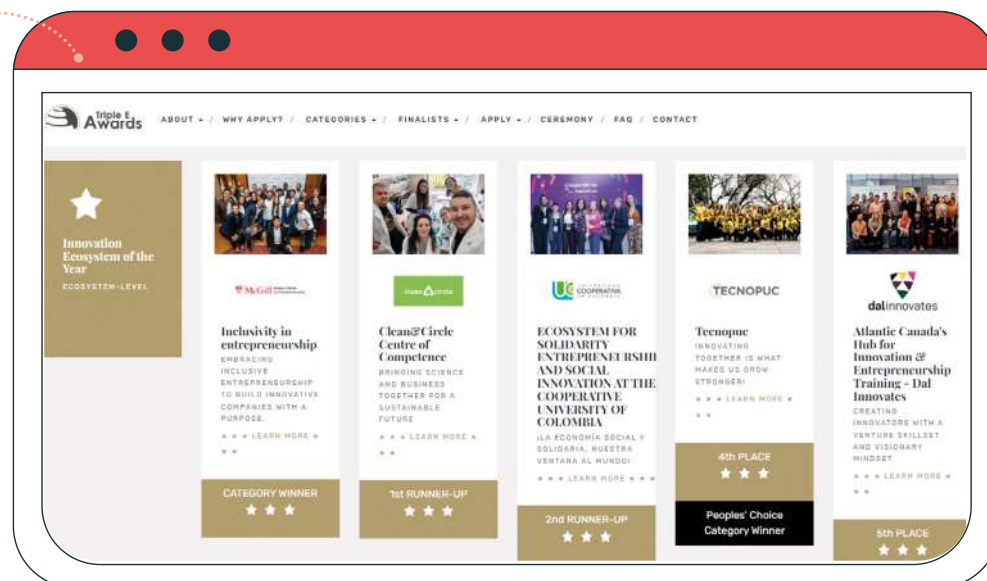 Triple E
Awards
ABOUT / WHY APPLY? / CATEGORIES / FINALISTS / APPLY / CEREMONY / FAQ / CONTACT
Innovation
Ecosystem of the
Year
ECOSYSTEM-LEVEL
McGill
Inclusivity in
entrepreneurship
EMBRACING
INCLUSIVE
ENTREPRENEURSHIP
TO BUILD INNOVATIVE
COMPANIES WITH A
PURPOSE.
★ ★ ★ LEARN MORE ★
★ ★
CATEGORY WINNER
★ ★ ★
clean circle
Clean&Circle
Centre of
Competence
BRINGING SCIENCE
AND BUSINESS
TOGETHER FOR A
SUSTAINABLE
FUTURE
★ ★ ★ LEARN MORE ★
★ ★
1st RUNNER-UP
★ ★ ★
UNIVERSIDAD
COOPERATIVA
DE COLOMBIA
ECOSYSTEM FOR
SOLIDARITY
ENTREPRENEURSHIP
AND SOCIAL
INNOVATION AT THE
COOPERATIVE
UNIVERSITY OF
COLOMBIA
¡LA ECONOMÍA SOCIAL Y
SOLIDARIA, NUESTRA
VENTANA AL MUNDO!
★ ★ ★ LEARN MORE ★ ★ ★
2nd RUNNER-UP
★ ★ ★
TECNOPUC
Tecnopuc
INNOVATING
TOGETHER IS WHAT
MAKES US GROW
STRONGER!
★ ★ ★ LEARN MORE ★
★ ★
4th PLACE
★ ★ ★
Peoples' Choice
Category Winner
dalinnovates
Atlantic Canada's
Hub for
Innovation &
Entrepreneurship
Training - Dal
Innovates
CREATING
INNOVATORS WITH A
VENTURE SKILLSET
AND VISIONARY
MINDSET
★ ★ ★ LEARN MORE ★
★ ★
5th PLACE
★ ★ ★